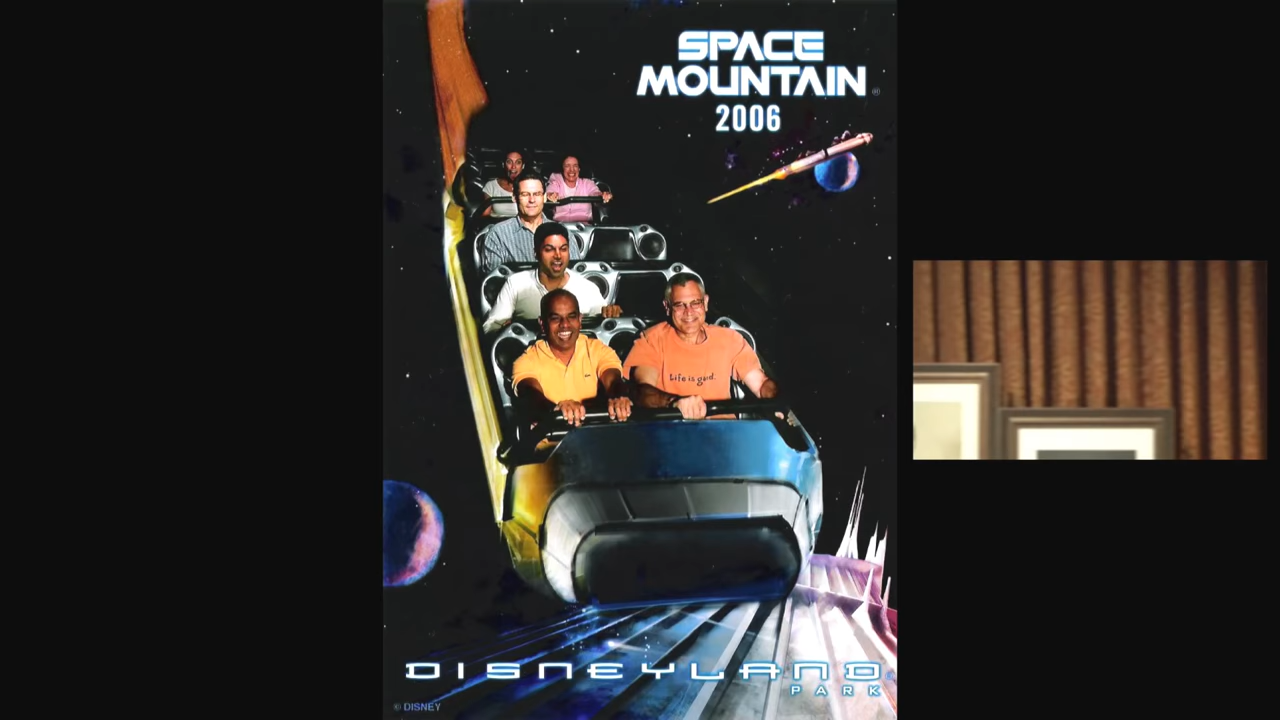 SPACE
MOUNTAIN®
2006
Life is good.
DISNEYLAND®
PARK
© DISNEY